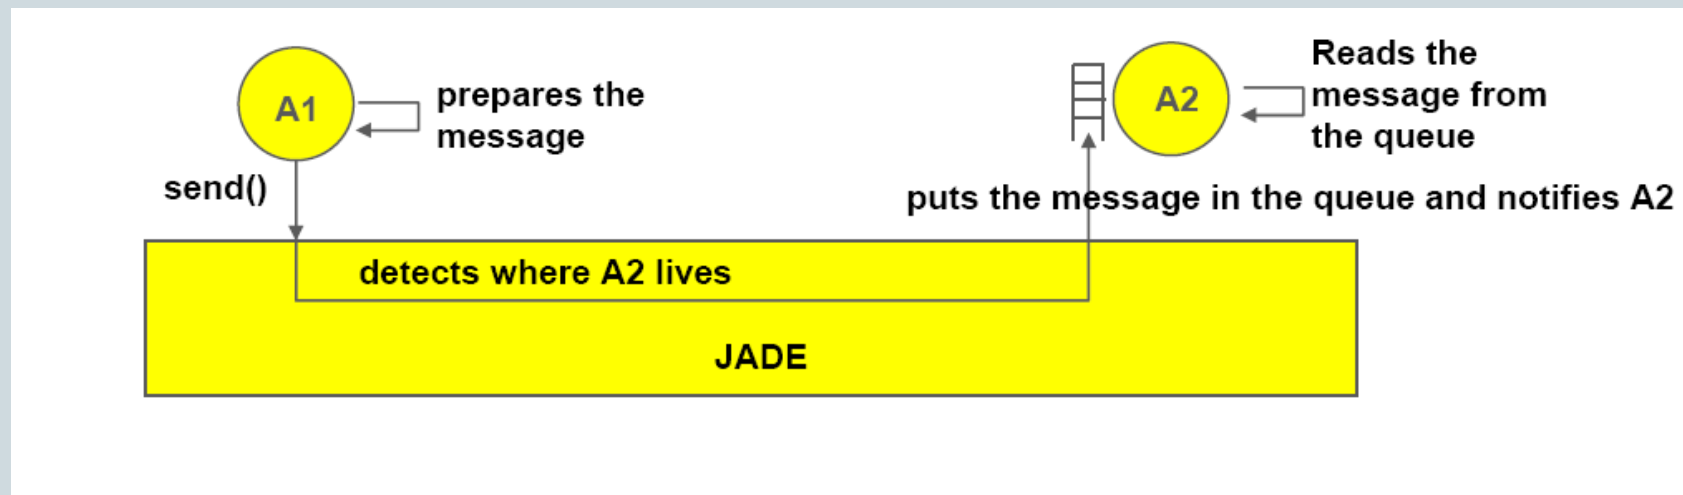 A1
prepares the
message
send()
A2
Reads the
message from
the queue
puts the message in the queue and notifies A2
detects where A2 lives
JADE